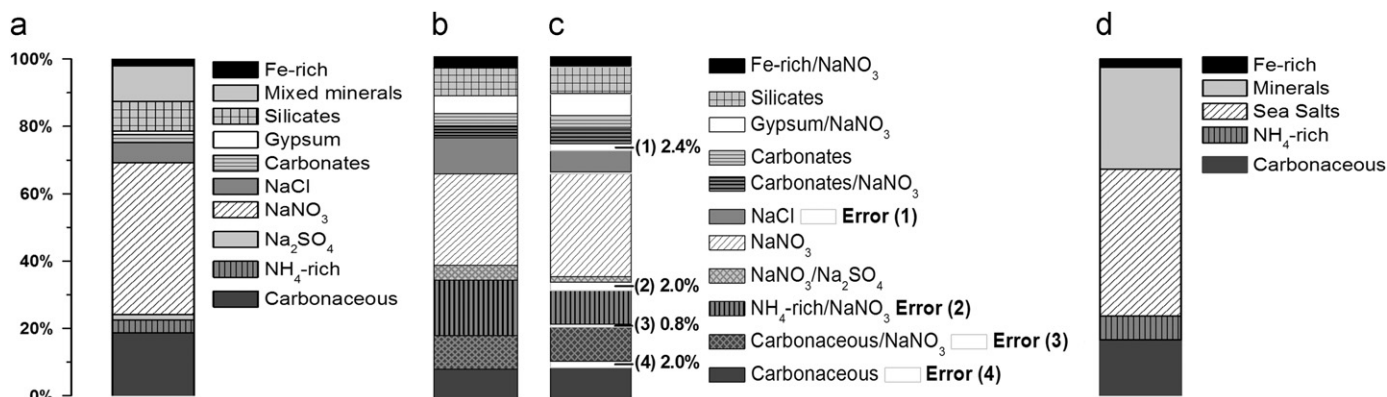 a
b
c
d
100%
80%
60%
40%
20%
0%
Fe-rich
Mixed minerals
Silicates
Gypsum
Carbonates
NaCl
NaNO₃
Na₂SO₄
NH₄-rich
Carbonaceous
(1) 2.4%
(2) 2.0%
(3) 0.8%
(4) 2.0%
Fe-rich/NaNO₃
Silicates
Gypsum/NaNO₃
Carbonates
Carbonates/NaNO₃
NaCl Error (1)
NaNO₃
NaNO₃/Na₂SO₄
NH₄-rich/NaNO₃ Error (2)
Carbonaceous/NaNO₃ Error (3)
Carbonaceous Error (4)
Fe-rich
Minerals
Sea Salts
NH₄-rich
Carbonaceous